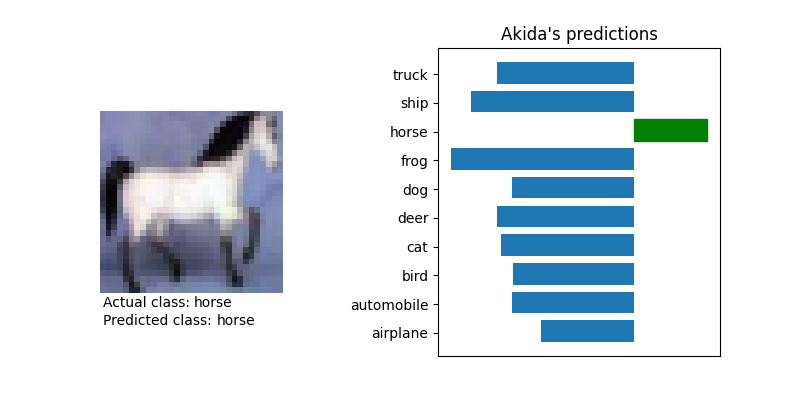 Akida's predictions
truck
ship
horse
frog
dog
deer
cat
bird
automobile
airplane
Actual class: horse
Predicted class: horse